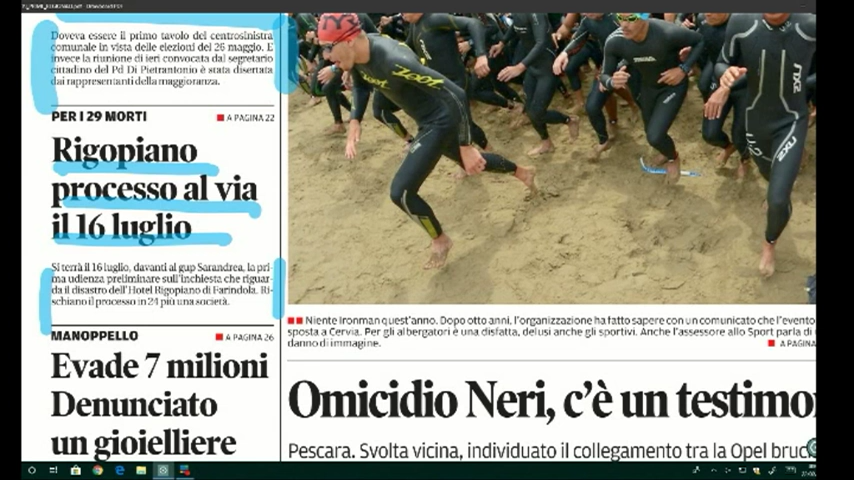 Doveva essere il primo tavolo del centrosinistra
comunale in vista delle elezioni del 26 maggio. E
invece la riunione di ieri convocata dal segretario
cittadino del Pd Di Pietrantonio è stata disertata
dai rappresentanti della maggioranza.
PER I 29 MORTI
A PAGINA 22
Rigopiano
processo al via
il 16 luglio
Si terrà il 16 luglio, davanti al gup Sarandrea, la pri-
ma udienza preliminare sull'inchiesta che riguar-
da il disastro dell'Hotel Rigopiano di Farindola. Ri-
schiano il processo in 24 più una società.
MANOPPELLO
A PAGINA 26
Evade 7 milioni
Denunciato
un gioielliere
zoot
Niente Ironman quest'anno. Dopo otto anni, l'organizzazione ha fatto sapere con un comunicato che l'evento
sposta a Cervia. Per gli albergatori è una disfatta, delusi anche gli sportivi. Anche l'assessore allo Sport parla di
danno di immagine.
A PAGINA
Omicidio Neri, c'è un testimo
Pescara. Svolta vicina, individuato il collegamento tra la Opel bruc